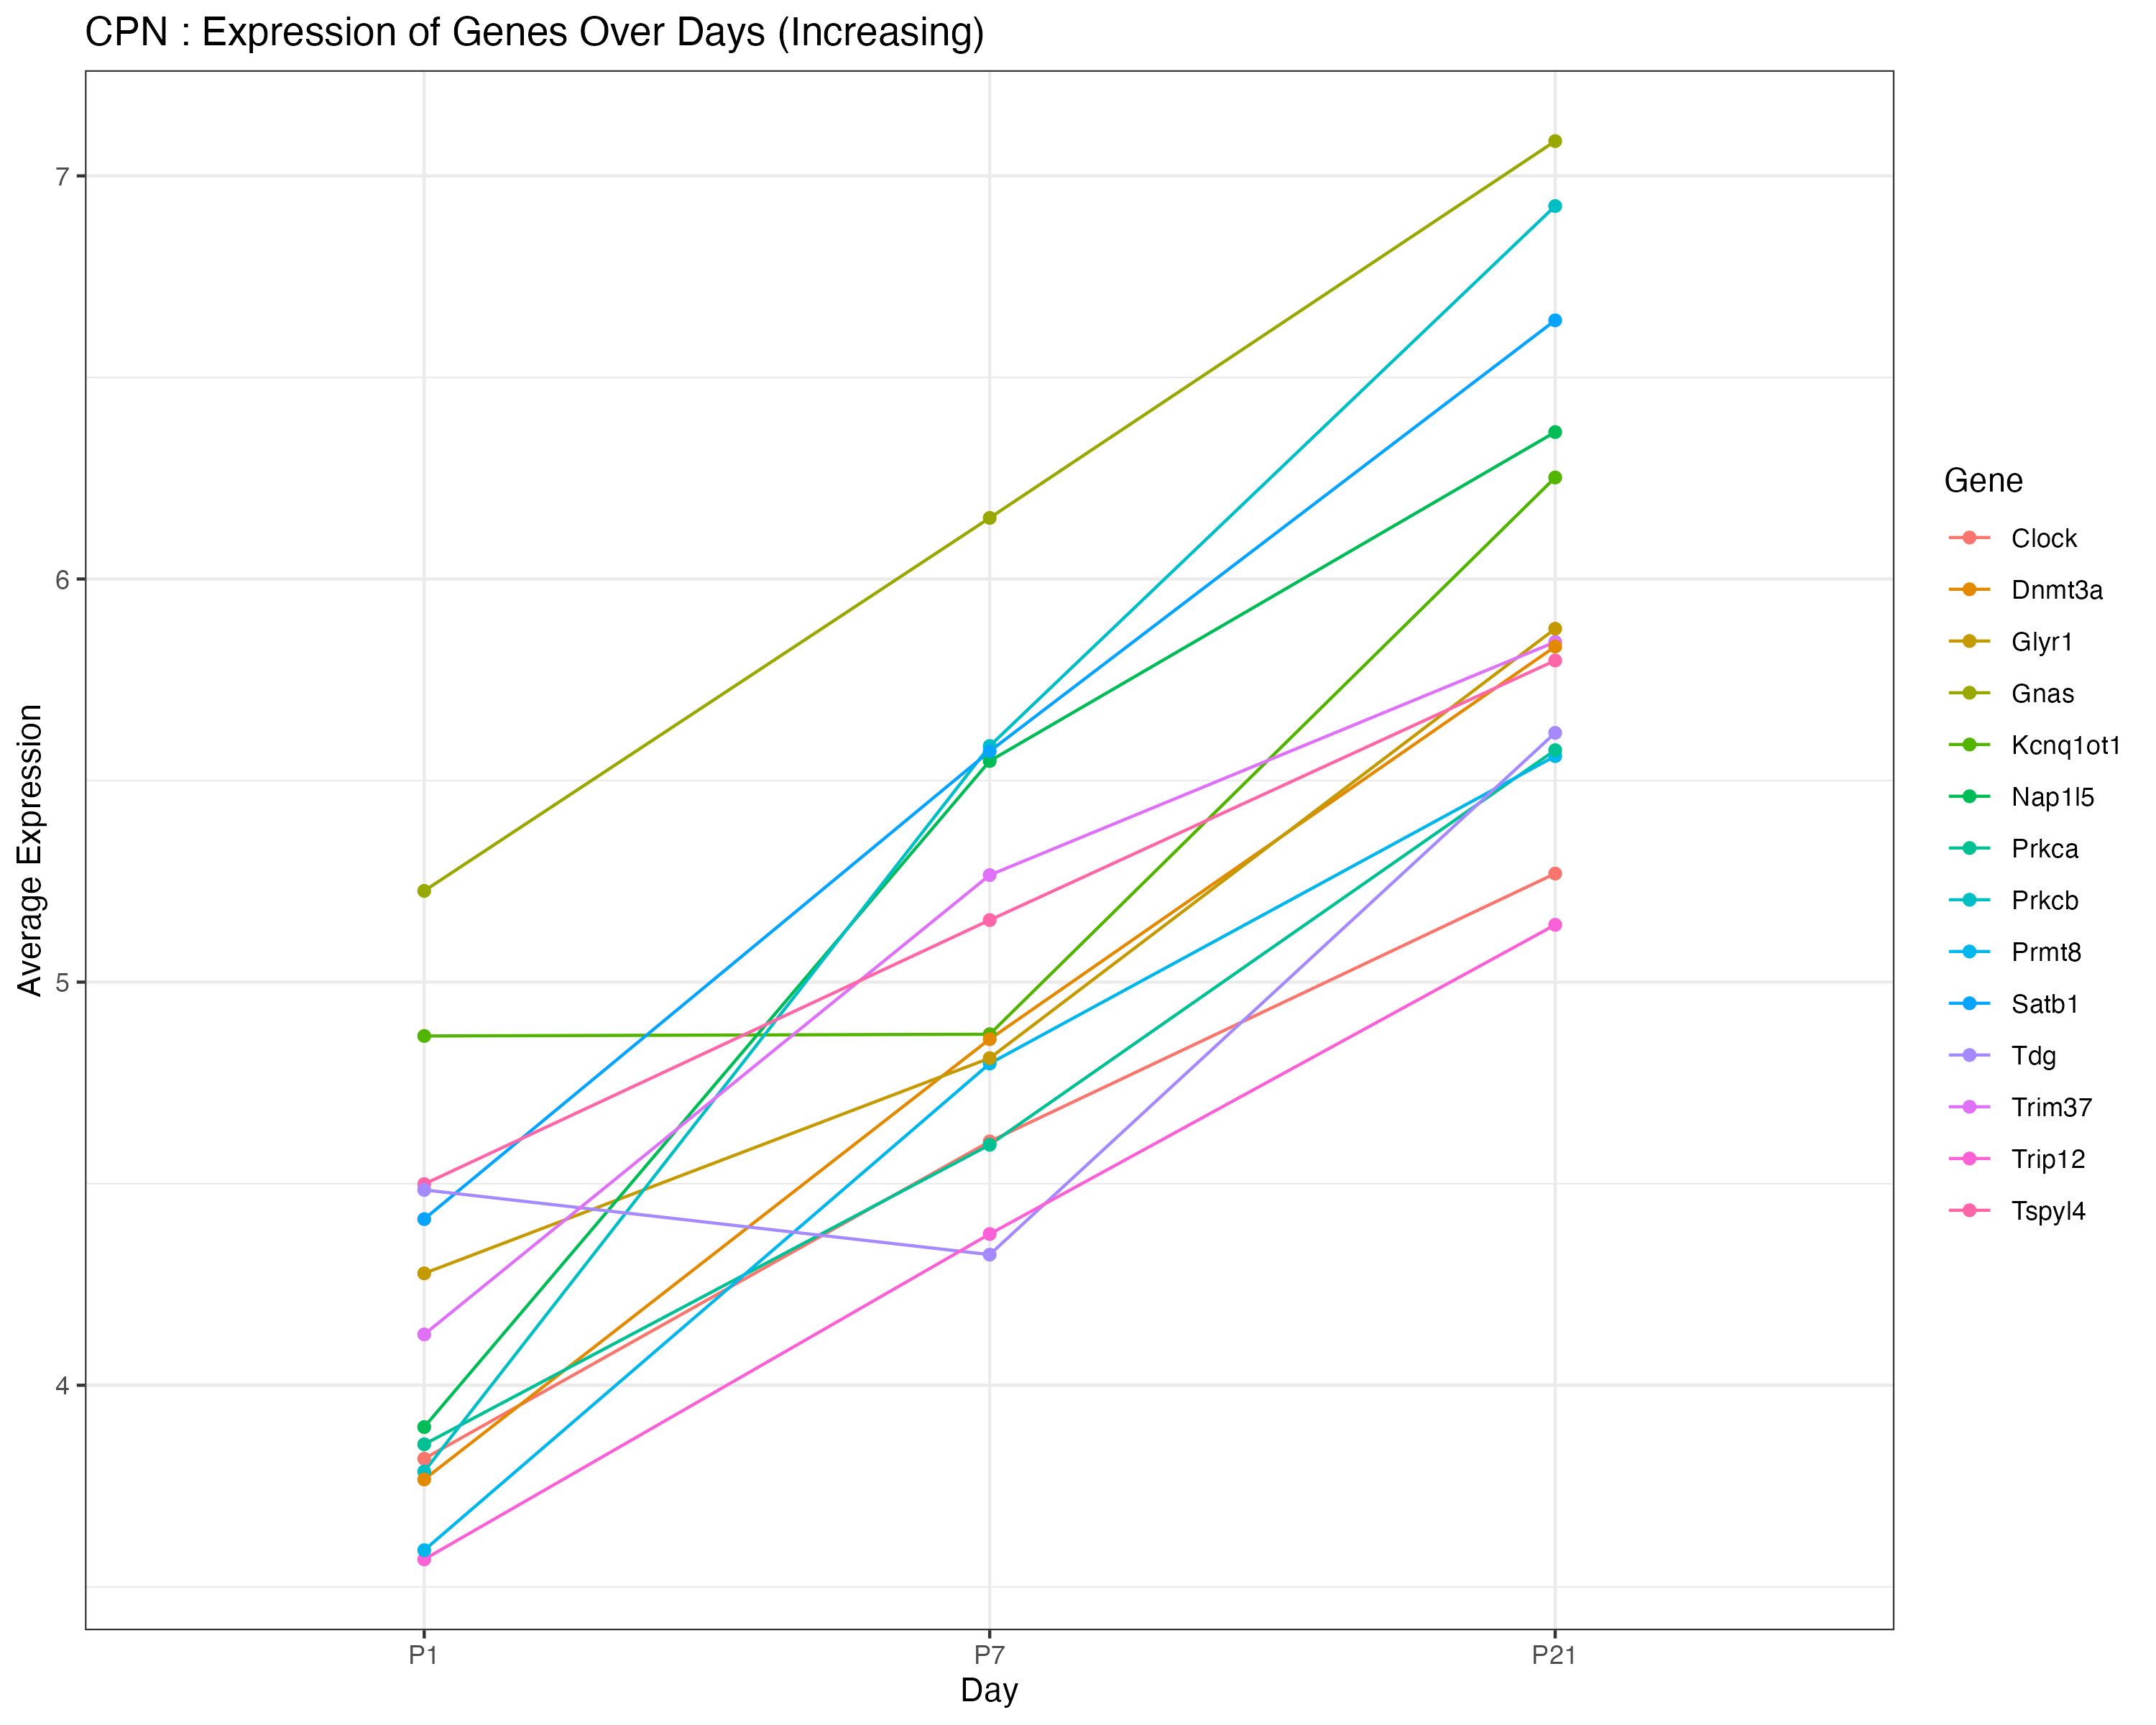 CPN : Expression of Genes Over Days (Increasing)
7
6
5
4
Average Expression
P1
P7
P21
Day
Gene
Clock
Dnmt3a
Glyr1
Gnas
Kcnq1ot1
Nap1l5
Prkca
Prkcb
Prmt8
Satb1
Tdg
Trim37
Trip12
Tspyl4